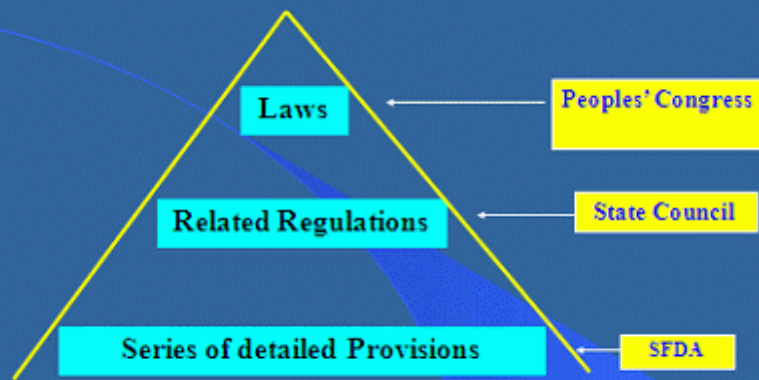 Laws
Peoples' Congress
Related Regulations
State Council
Series of detailed Provisions
SFDA